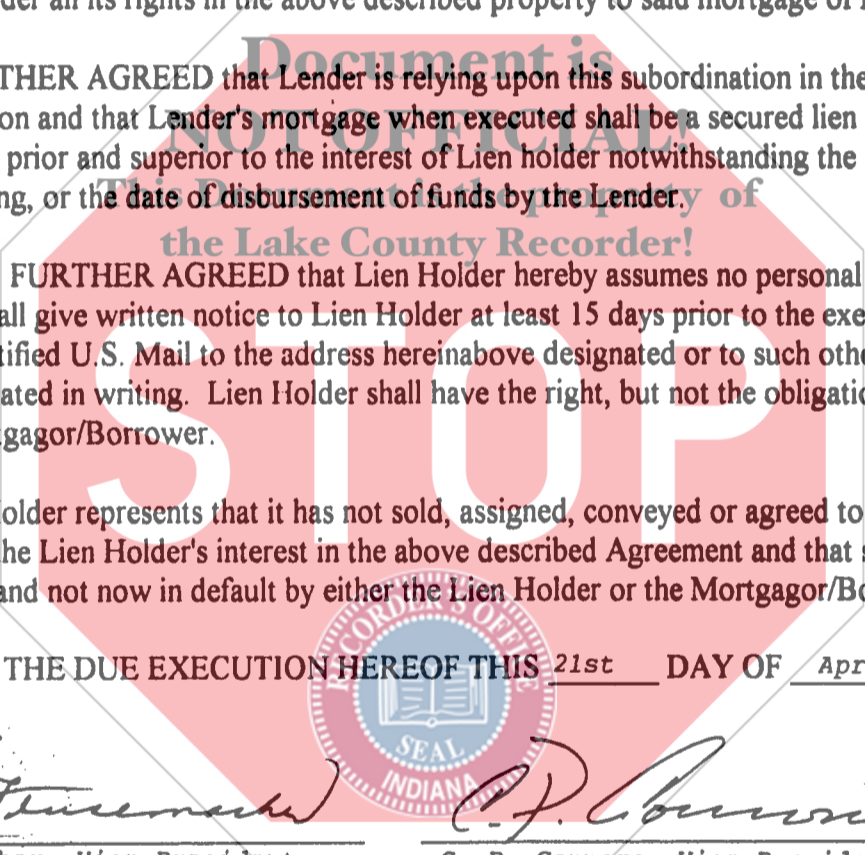 der all its rights in the above described property to said mortgage of
Document is
THER AGREED that Lender is relying upon this subordination in the
NOT OFFICIAL!
on and that Lender's mortgage when executed shall be a secured lien
prior and superior to the interest of Lien holder notwithstanding the
This Document is the property of
ng, or the date of disbursement of funds by the Lender.
the Lake County Recorder!
FURTHER AGREED that Lien Holder hereby assumes no personal
all give written notice to Lien Holder at least 15 days prior to the exe
tified U.S. Mail to the address hereinabove designated or to such othe
ated in writing. Lien Holder shall have the right, but not the obligatio
gagor/Borrower.
STOP
older represents that it has not sold, assigned, conveyed or agreed to
he Lien Holder's interest in the above described Agreement and that
and not now in default by either the Lien Holder or the Mortgagor/Bo
THE DUE EXECUTION HEREOF THIS 21st DAY OF Apr
RECORDER'S OFFICE
SEAL
INDIANA